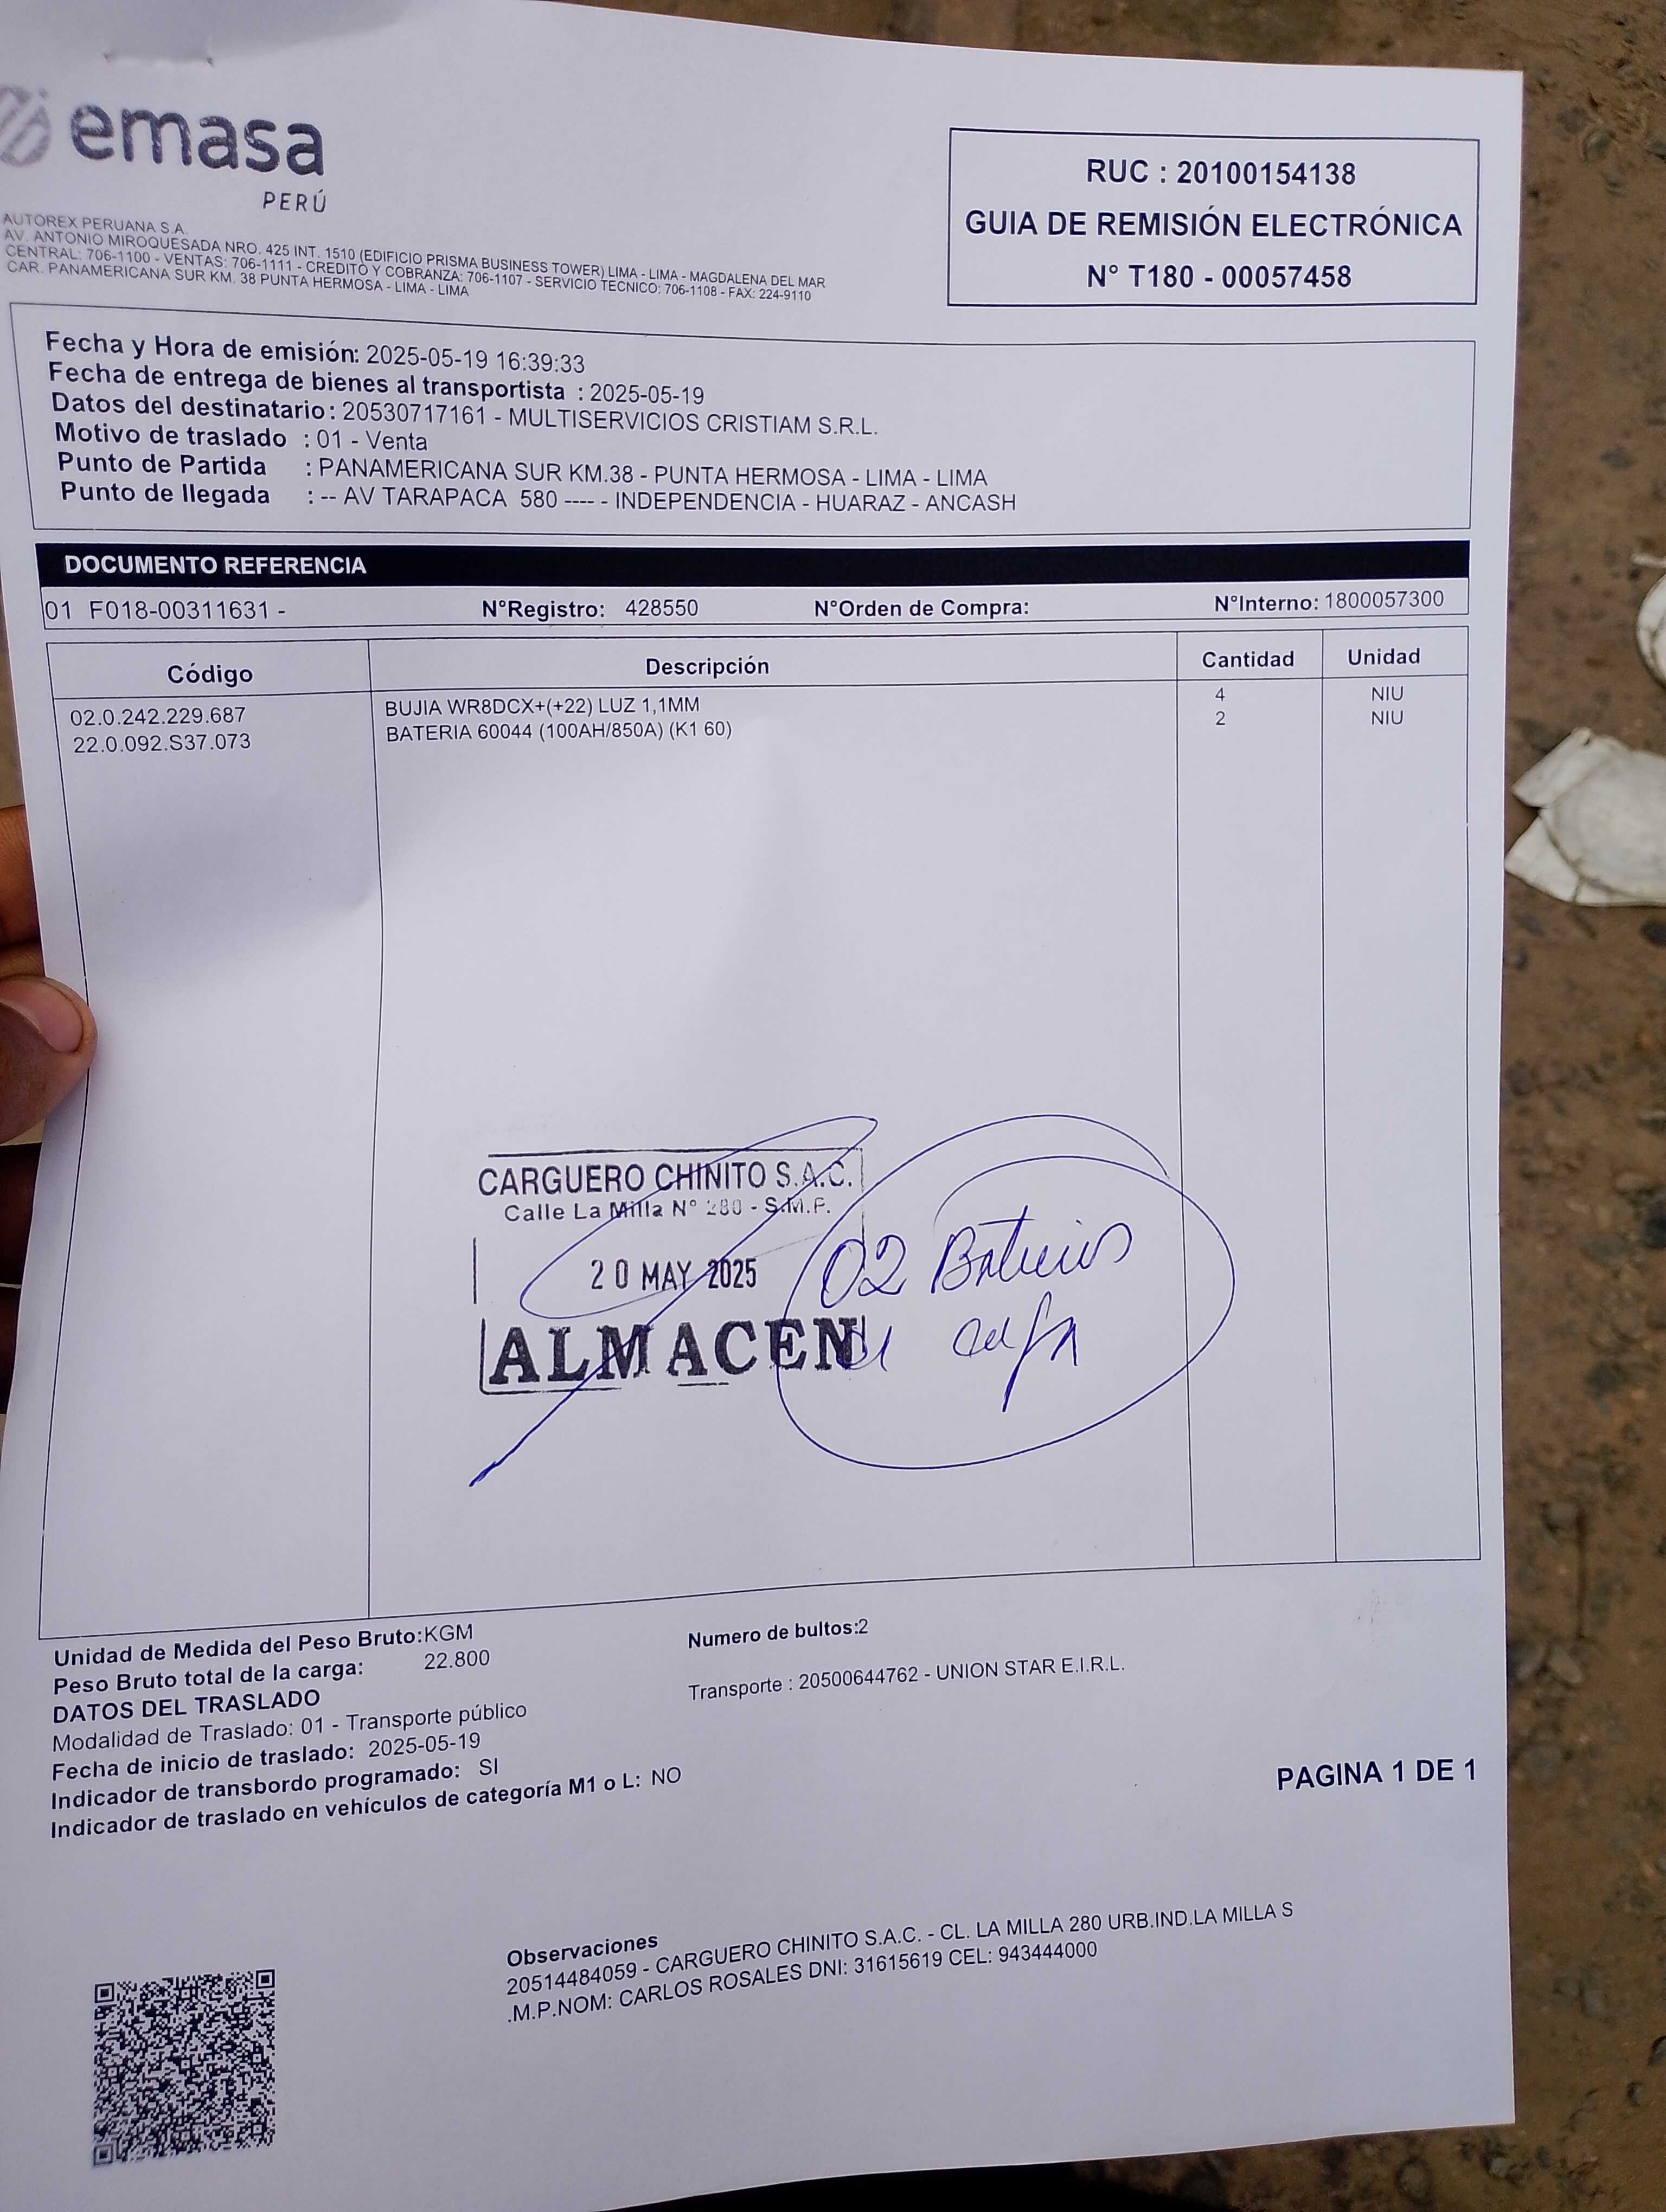 emasa
PERÚ
AUTOREX PERUANA S.A.
AV. ANTONIO MIROQUESADA NRO. 425 INT. 1510 (EDIFICIO PRISMA BUSINESS TOWER) LIMA - LIMA - MAGDALENA DEL MAR
CENTRAL: 706-1100 - VENTAS: 706-1111 - CREDITO Y COBRANZA: 706-1107 - SERVICIO TECNICO: 706-1108 - FAX: 224-9110
CAR. PANAMERICANA SUR KM. 38 PUNTA HERMOSA - LIMA - LIMA
RUC : 20100154138
GUIA DE REMISIÓN ELECTRÓNICA
N° T180 - 00057458
Fecha y Hora de emisión: 2025-05-19 16:39:33
Fecha de entrega de bienes al transportista : 2025-05-19
Datos del destinatario : 20530717161 - MULTISERVICIOS CRISTIAM S.R.L.
Motivo de traslado : 01 - Venta
Punto de Partida : PANAMERICANA SUR KM.38 - PUNTA HERMOSA - LIMA - LIMA
Punto de llegada : -- AV TARAPACA 580 ---- - INDEPENDENCIA - HUARAZ - ANCASH
DOCUMENTO REFERENCIA
01 F018-00311631 - N°Registro: 428550 N°Orden de Compra: N°Interno: 1800057300
Código Descripción Cantidad Unidad
02.0.242.229.687 BUJIA WR8DCX+(+22) LUZ 1,1MM 4 NIU
22.0.092.S37.073 BATERIA 60044 (100AH/850A) (K1 60) 2 NIU
CARGUERO CHINITO S.A.C.
Calle La Milla N° 280 - S.M.P.
20 MAY 2025
ALMACEN
02 Baterias
Unidad de Medida del Peso Bruto:KGM
Peso Bruto total de la carga: 22.800
Numero de bultos:2
Transporte : 20500644762 - UNION STAR E.I.R.L.
DATOS DEL TRASLADO
Modalidad de Traslado: 01 - Transporte público
Fecha de inicio de traslado: 2025-05-19
Indicador de transbordo programado: SI
Indicador de traslado en vehículos de categoría M1 o L: NO
PAGINA 1 DE 1
Observaciones
20514484059 - CARGUERO CHINITO S.A.C. - CL. LA MILLA 280 URB.IND.LA MILLA S
.M.P.NOM: CARLOS ROSALES DNI: 31615619 CEL: 943444000